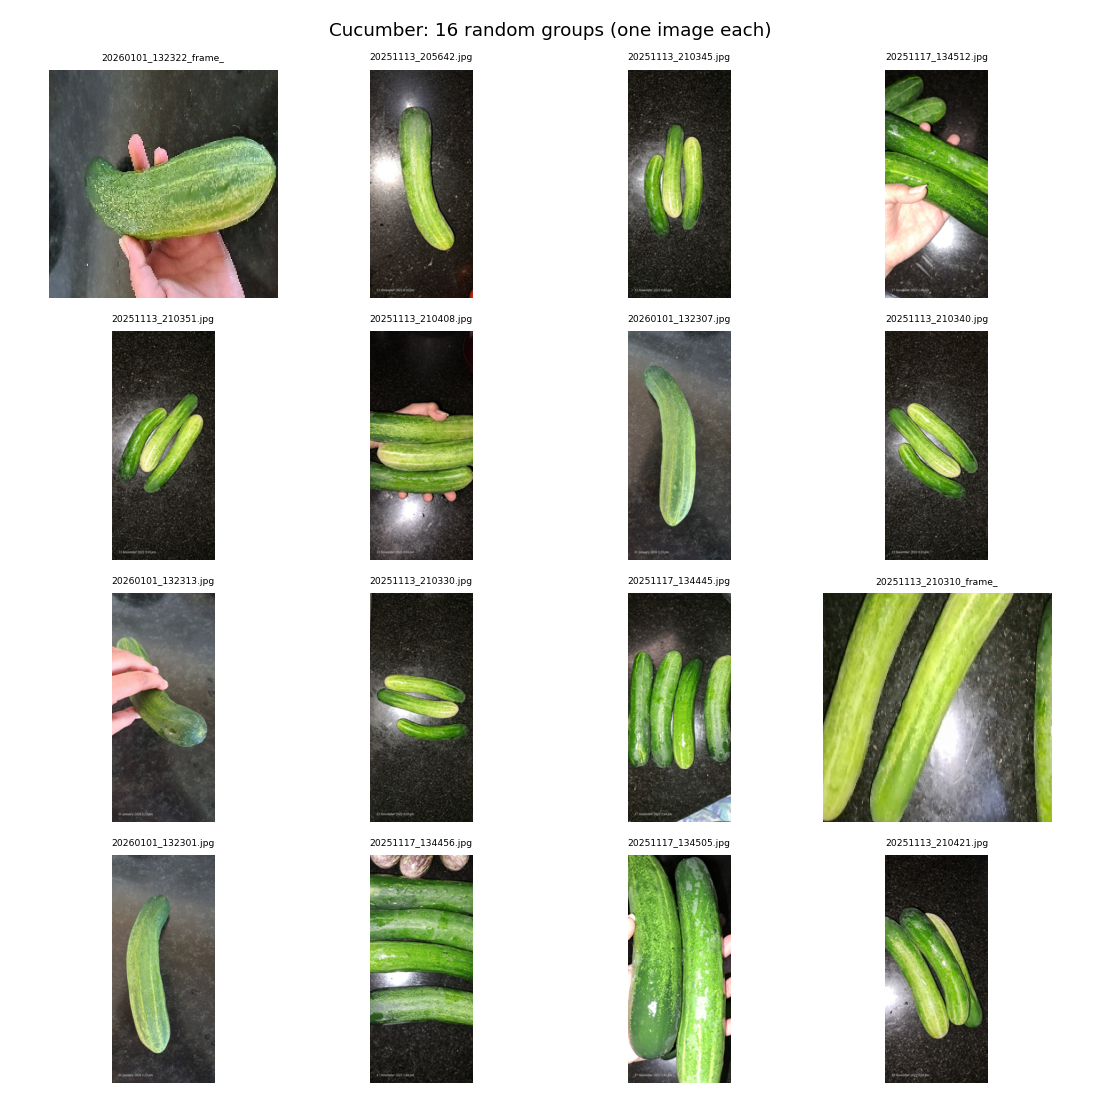 Cucumber: 16 random groups (one image each)
20260101_132322_frame_
20251113_205642.jpg
20251113_210345.jpg
20251117_134512.jpg
20251113_210351.jpg
20251113_210408.jpg
20260101_132307.jpg
20251113_210340.jpg
20260101_132313.jpg
20251113_210330.jpg
20251117_134445.jpg
20251113_210310_frame_
20260101_132301.jpg
20251117_134456.jpg
20251117_134505.jpg
20251113_210421.jpg